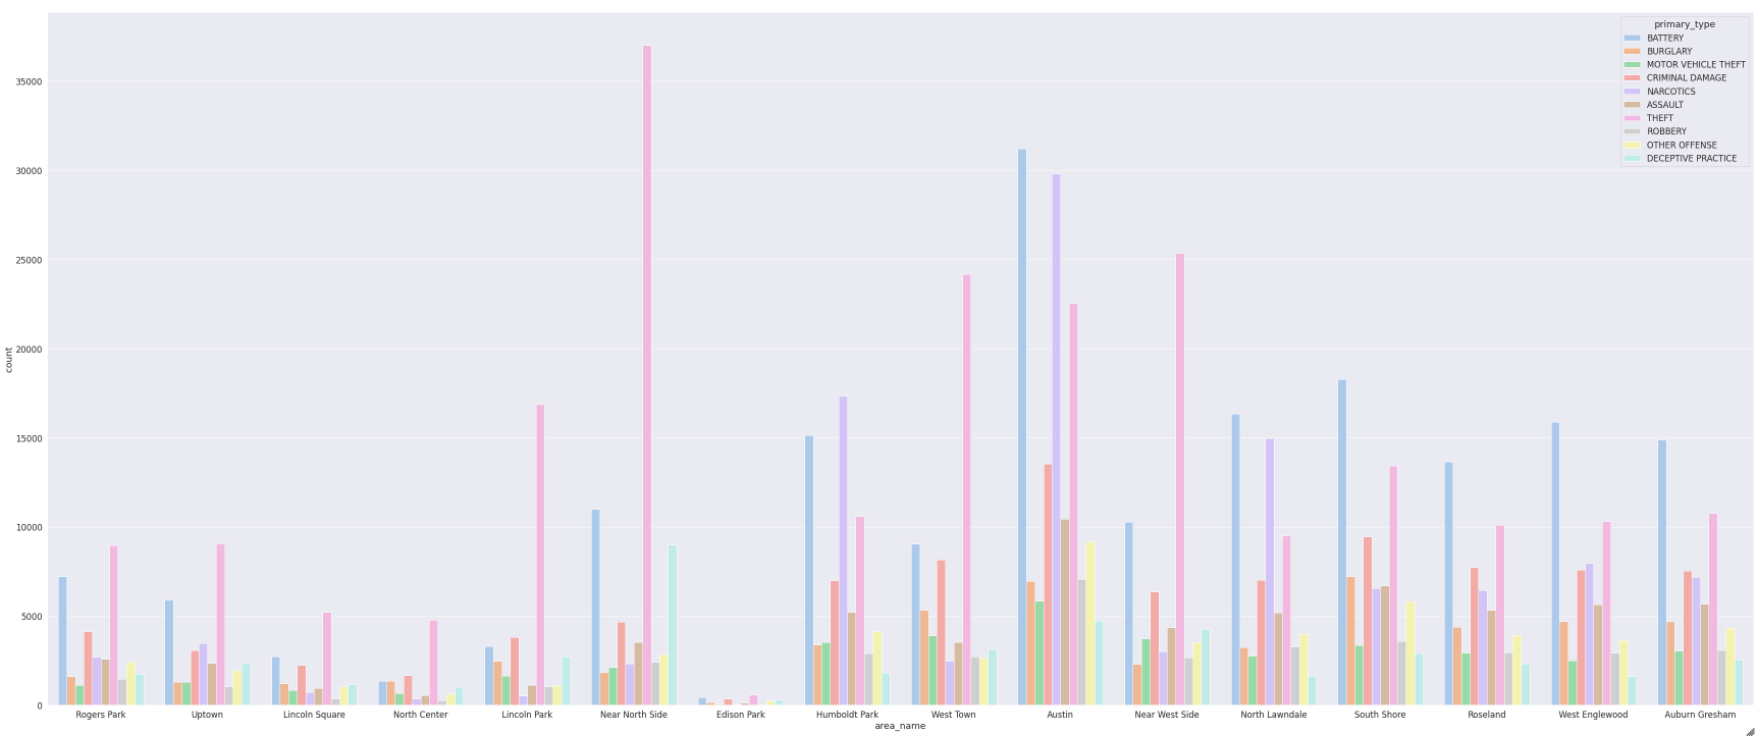 primary_type
BATTERY
BURGLARY
MOTOR VEHICLE THEFT
CRIMINAL DAMAGE
NARCOTICS
ASSAULT
THEFT
ROBBERY
OTHER OFFENSE
DECEPTIVE PRACTICE
35000
30000
25000
20000
15000
10000
5000
0
count
Rogers Park Uptown Lincoln Square North Center Lincoln Park Near North Side Edison Park Humboldt Park West Town Austin Near West Side North Lawndale South Shore Roseland West Englewood Auburn Gresham
area_name